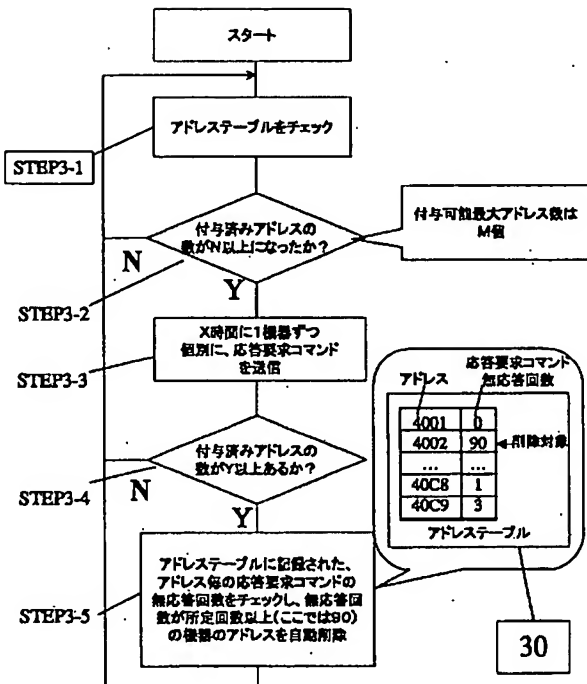 スタート
アドレステーブルをチェック
STEP3-1
付与済みアドレスの
数がN以上になったか?
付与可能最大アドレス数は
M個
N
Y
STEP3-2
X時間に1機器ずつ
個別に、応答要求コマンド
を送信
STEP3-3
アドレス
応答要求コマンド
無応答回数
4001 0
4002 90
削除対象
... ...
40C8 1
40C9 3
アドレステーブル
付与済みアドレスの
数がY以上あるか?
STEP3-4
N
Y
アドレステーブルに記録された、
アドレス毎の応答要求コマンドの
無応答回数をチェックし、無応答回
数が所定回数以上(ここでは90)
の機器のアドレスを自動削除
STEP3-5
30